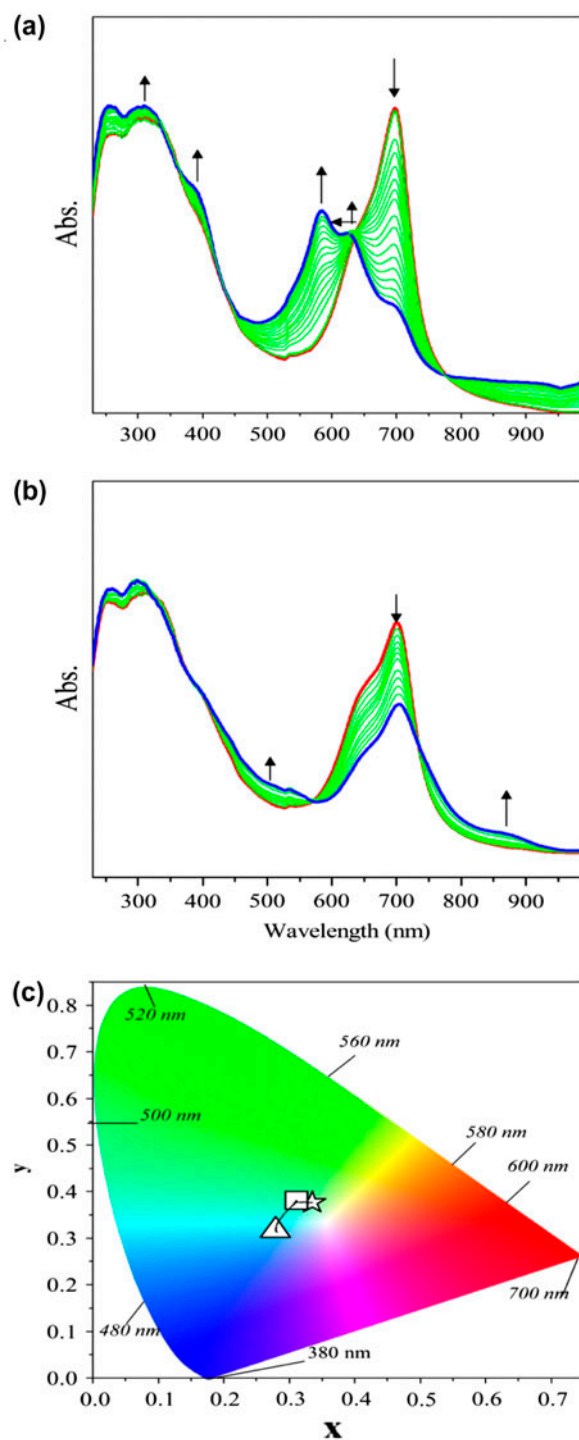 (a)
Abs.
300 400 500 600 700 800 900
(b)
Abs.
300 400 500 600 700 800 900
Wavelength (nm)
(c)
0.8
0.7
0.6
0.5
0.4
0.3
0.2
0.1
0.0
y
520 nm
560 nm
500 nm
580 nm
600 nm
700 nm
480 nm
380 nm
0.0 0.1 0.2 0.3 0.4 0.5 0.6 0.7
X